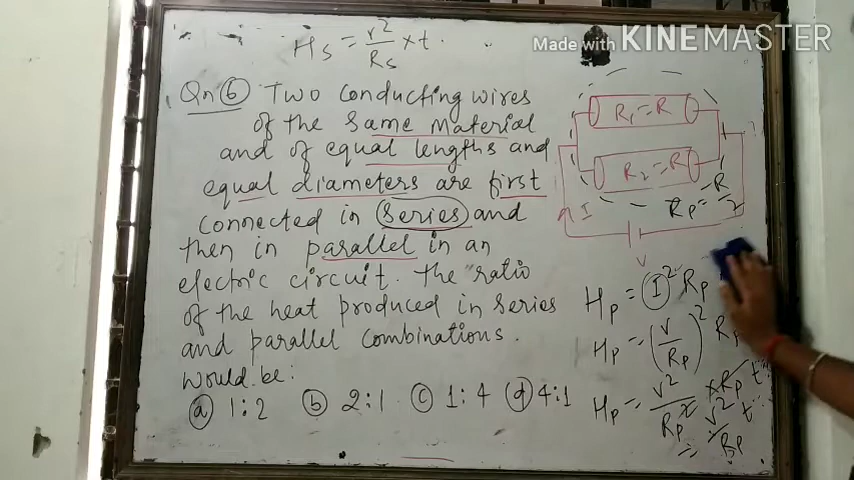 Made with KINEMASTER
Hs = v²/Rs × t.
Qn 6 Two conducting wires
of the same material
and of equal lengths and
equal diameters are first
connected in series and
then in parallel in an
electric circuit. The ratio
of the heat produced in series
and parallel combinations.
would be:
a 1:2 b 2:1 c 1:4 d 4:1
R₁ = R
R₂ = R
Rp = R/2
I
V
Hp = I² Rp
Hp = (V/Rp)² Rp
Hp = V²/Rp² × Rp t
= V²/Rp t